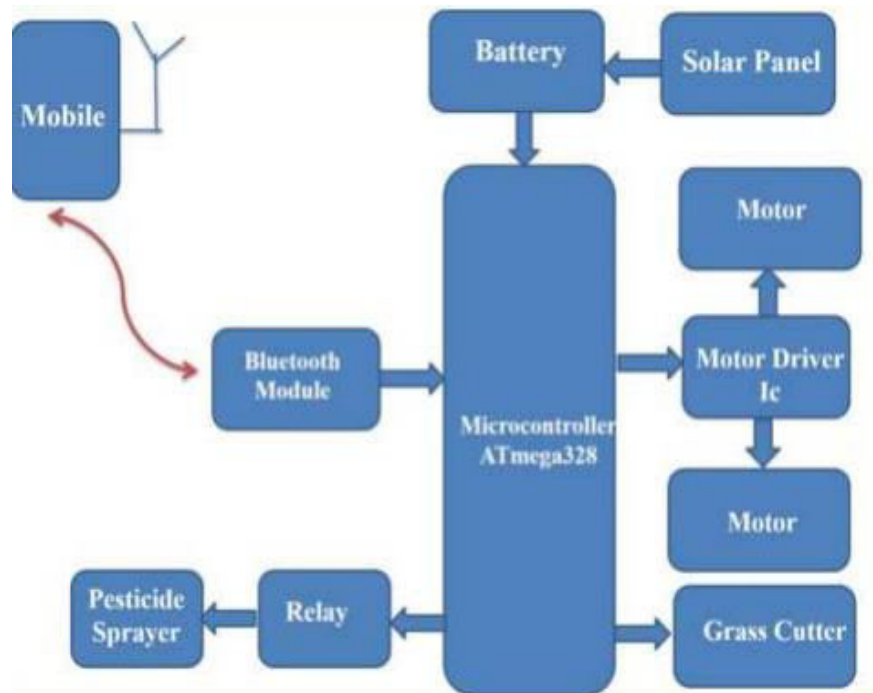 Mobile
Battery
Solar Panel
Motor
Bluetooth
Module
Motor Driver
Ic
Microcontroller
ATmega328
Motor
Pesticide
Sprayer
Relay
Grass Cutter